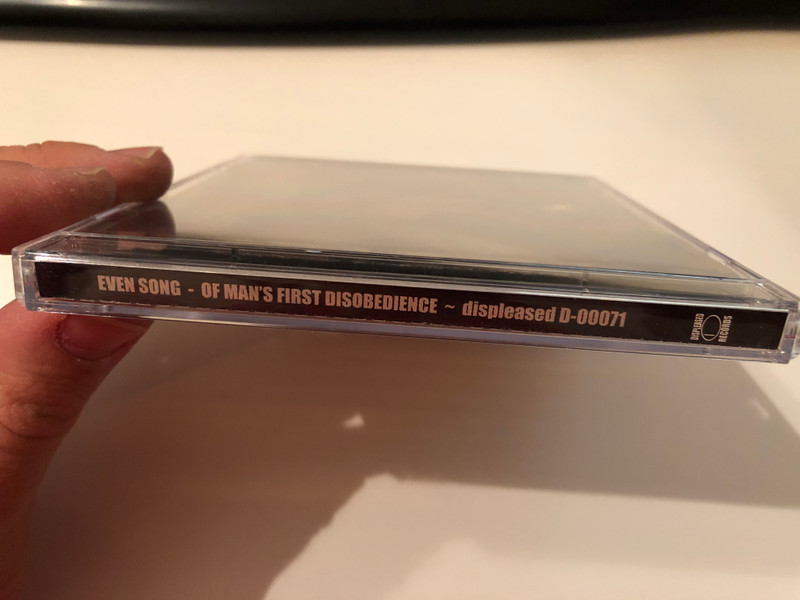 EVEN SONG - OF MAN'S FIRST DISOBEDIENCE ~ displeased D-00071
DISPLEASED
RECORDS